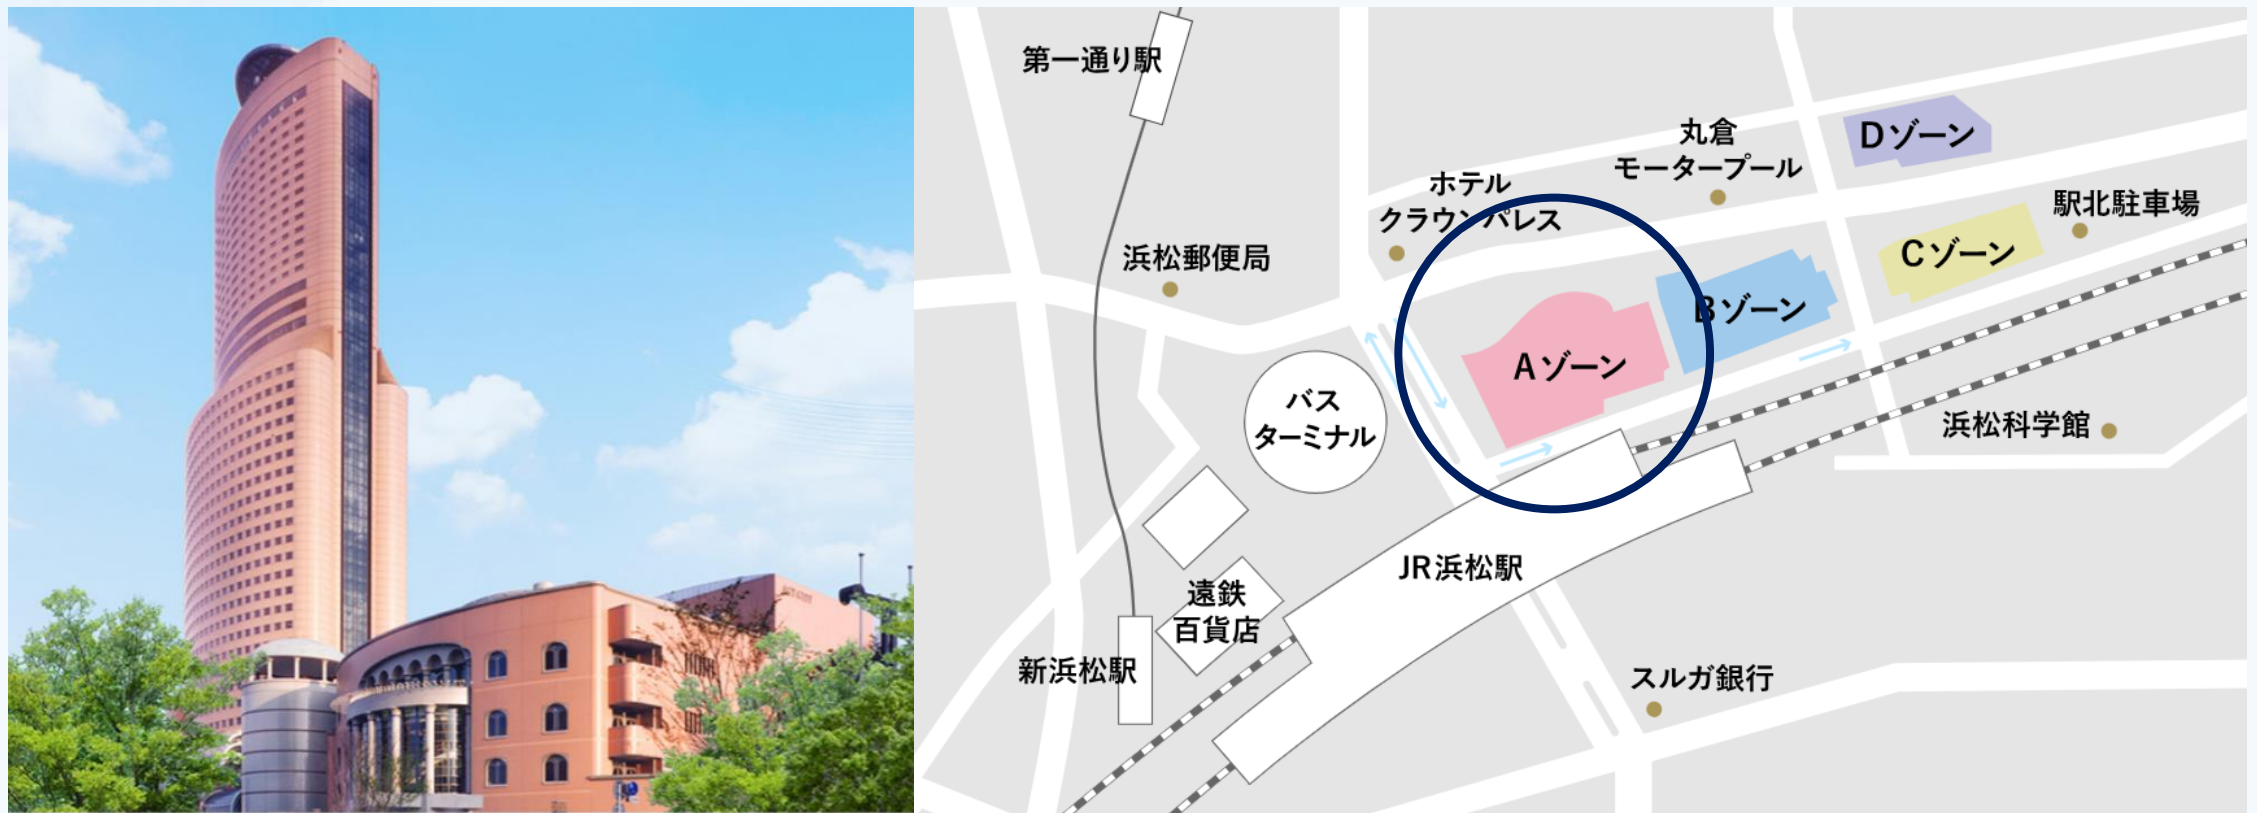 第一通り駅
丸倉
モータープール
Dゾーン
ホテル
クラウンパレス
駅北駐車場
浜松郵便局
Cゾーン
Bゾーン
Aゾーン
バス
ターミナル
浜松科学館
JR浜松駅
遠鉄
百貨店
新浜松駅
スルガ銀行